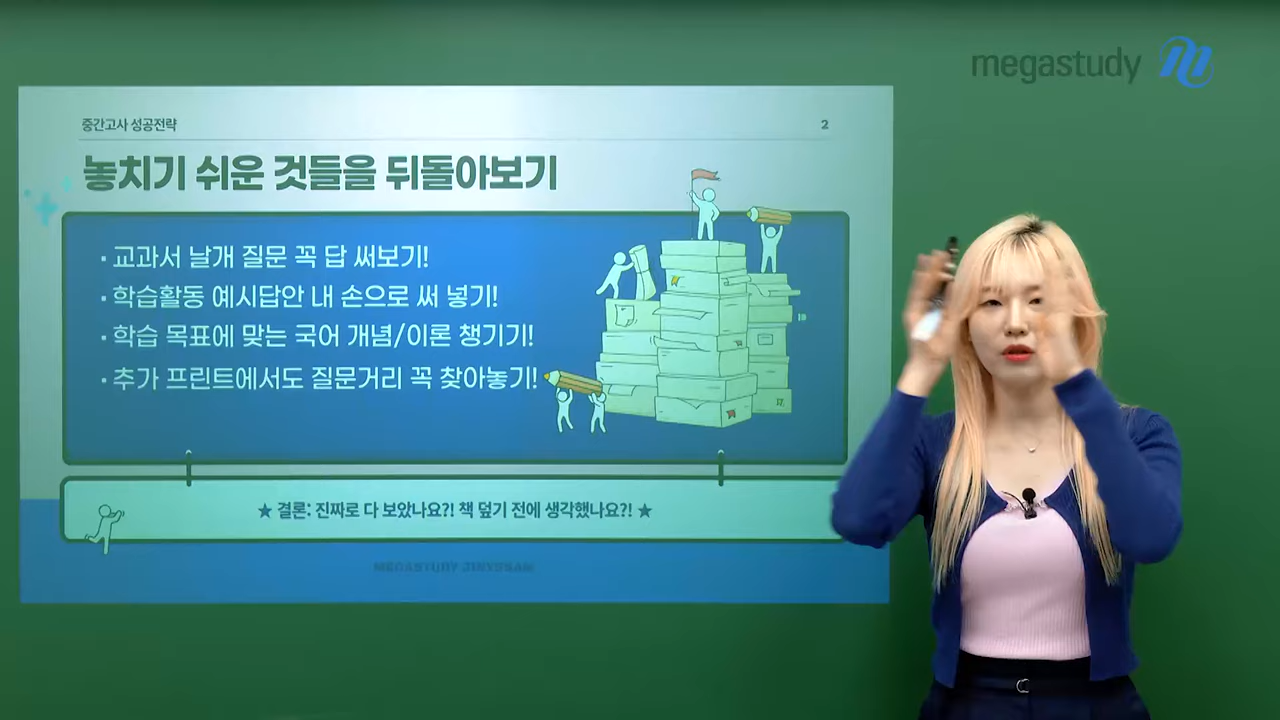 megastudy
중간고사 성공전략
2
놓치기 쉬운 것들을 뒤돌아보기
· 교과서 날개 질문 꼭 답 써보기!
· 학습활동 예시답안 내 손으로 써 넣기!
· 학습 목표에 맞는 국어 개념/이론 챙기기!
· 추가 프린트에서도 질문거리 꼭 찾아놓기!
★ 결론: 진짜로 다 보았나요?! 책 덮기 전에 생각했나요?! ★
MEGASTUDY JINYSSAM